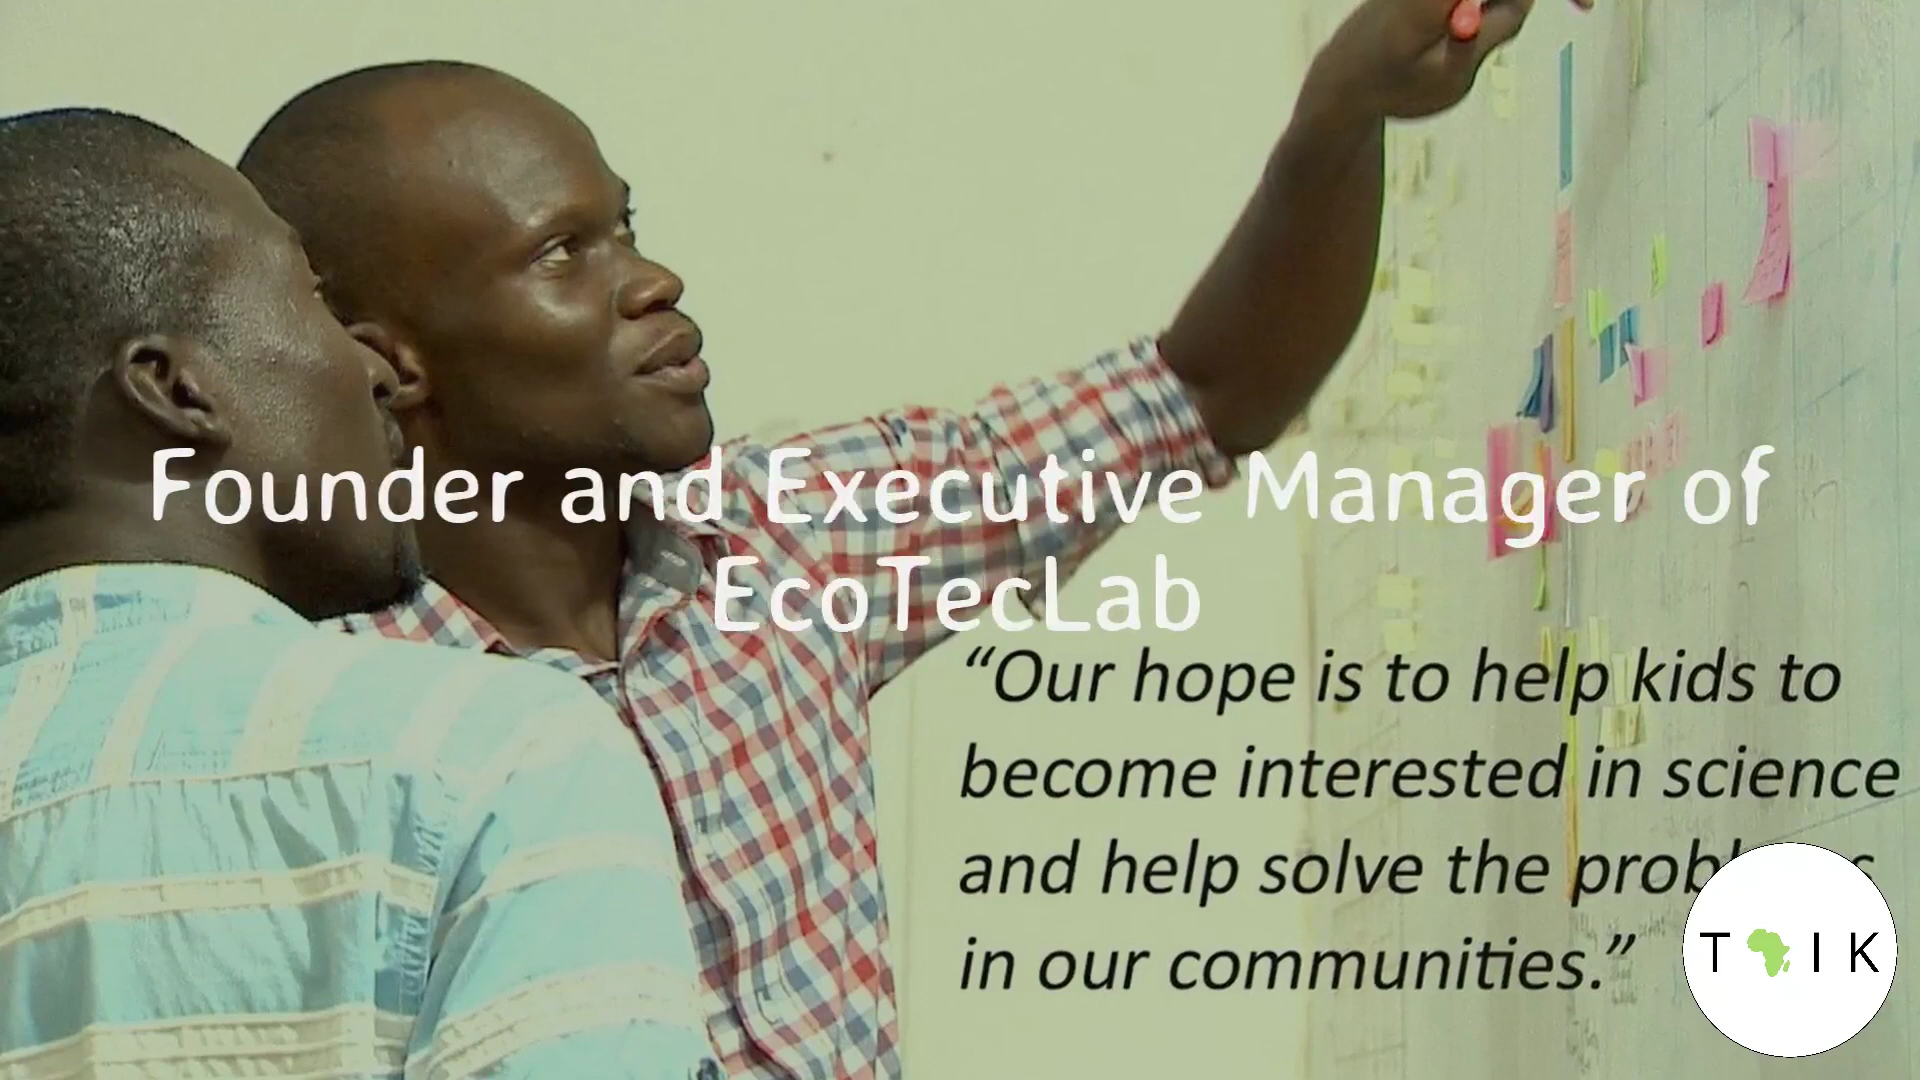 Founder and Executive Manager of
EcoTecLab
“Our hope is to help kids to
become interested in science
and help solve the
in our communities.”
T IK